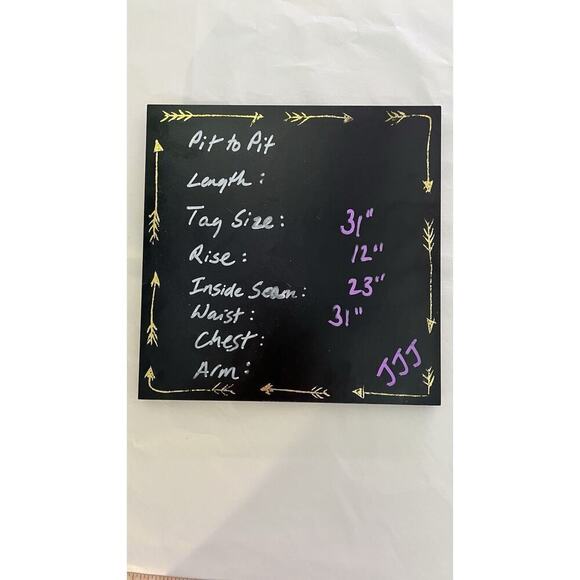 Pit to Pit
Length:
Tag Size: 31"
Rise: 12"
Inside Seam: 23"
Waist: 31"
Chest:
Arm:
JJJ